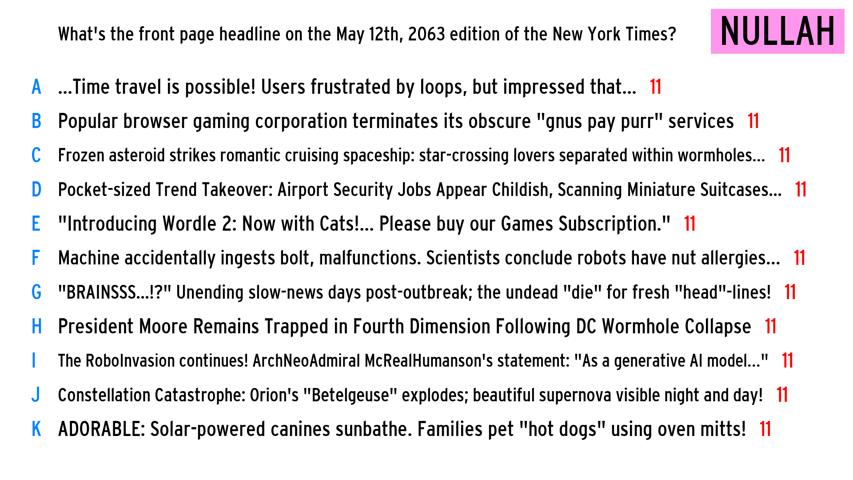 What's the front page headline on the May 12th, 2063 edition of the New York Times?
NULLAH
A ...Time travel is possible! Users frustrated by loops, but impressed that... 11
B Popular browser gaming corporation terminates its obscure "gnus pay purr" services 11
C Frozen asteroid strikes romantic cruising spaceship: star-crossing lovers separated within wormholes... 11
D Pocket-sized Trend Takeover: Airport Security Jobs Appear Childish, Scanning Miniature Suitcases... 11
E "Introducing Wordle 2: Now with Cats!... Please buy our Games Subscription." 11
F Machine accidentally ingests bolt, malfunctions. Scientists conclude robots have nut allergies... 11
G "BRAINSSS...!?" Unending slow-news days post-outbreak; the undead "die" for fresh "head"-lines! 11
H President Moore Remains Trapped in Fourth Dimension Following DC Wormhole Collapse 11
I The RoboInvasion continues! ArchNeoAdmiral McRealHumanson's statement: "As a generative AI model..." 11
J Constellation Catastrophe: Orion's "Betelgeuse" explodes; beautiful supernova visible night and day! 11
K ADORABLE: Solar-powered canines sunbathe. Families pet "hot dogs" using oven mitts! 11